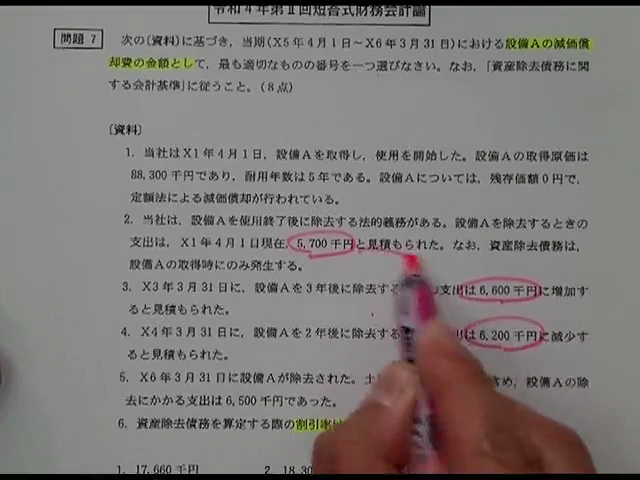 令和4年第Ⅱ回短答式財務会計論
問題7 次の〔資料〕に基づき，当期(X5年4月1日～X6年3月31日)における設備Aの減価償
却費の金額として，最も適切なものの番号を一つ選びなさい。なお，「資産除去債務に関
する会計基準」に従うこと。(8点)
〔資料〕
1．当社はX1年4月1日，設備Aを取得し，使用を開始した。設備Aの取得原価は
88,300千円であり，耐用年数は5年である。設備Aについては，残存価額0円で，
定額法による減価償却が行われている。
2．当社は，設備Aを使用終了後に除去する法的義務がある。設備Aを除去するときの
支出は，X1年4月1日現在，5,700千円と見積もられた。なお，資産除去債務は，
設備Aの取得時にのみ発生する。
3．X3年3月31日に，設備Aを3年後に除去する 支出は6,600千円に増加す
ると見積もられた。
4．X4年3月31日に，設備Aを2年後に除去する 出は6,200千円に減少す
ると見積もられた。
5．X6年3月31日に設備Aが除去された。 め，設備Aの除
去にかかる支出は6,500千円であった。
6．資産除去債務を算定する際の割引率は
1．17,660千円 2．18,30